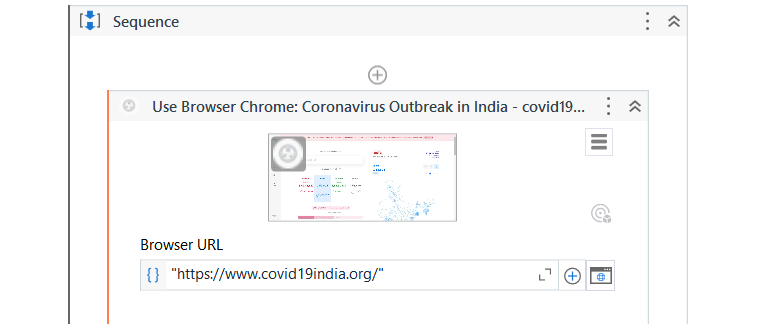 Sequence
Use Browser Chrome: Coronavirus Outbreak in India - covid19...
Browser URL
"https://www.covid19india.org/"